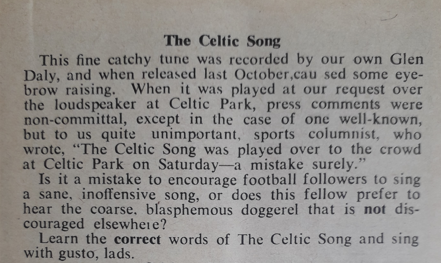 The Celtic Song
This fine catchy tune was recorded by our own Glen
Daly, and when released last October,cau sed some eye-
brow raising. When it was played at our request over
the loudspeaker at Celtic Park, press comments were
non-committal, except in the case of one well-known,
but to us quite unimportant, sports columnist, who
wrote, "The Celtic Song was played over to the crowd
at Celtic Park on Saturday—a mistake surely."
Is it a mistake to encourage football followers to sing
a sane, inoffensive song, or does this fellow prefer to
hear the coarse, blasphemous doggerel that is not dis-
couraged elsewhere?
Learn the correct words of The Celtic Song and sing
with gusto, lads.